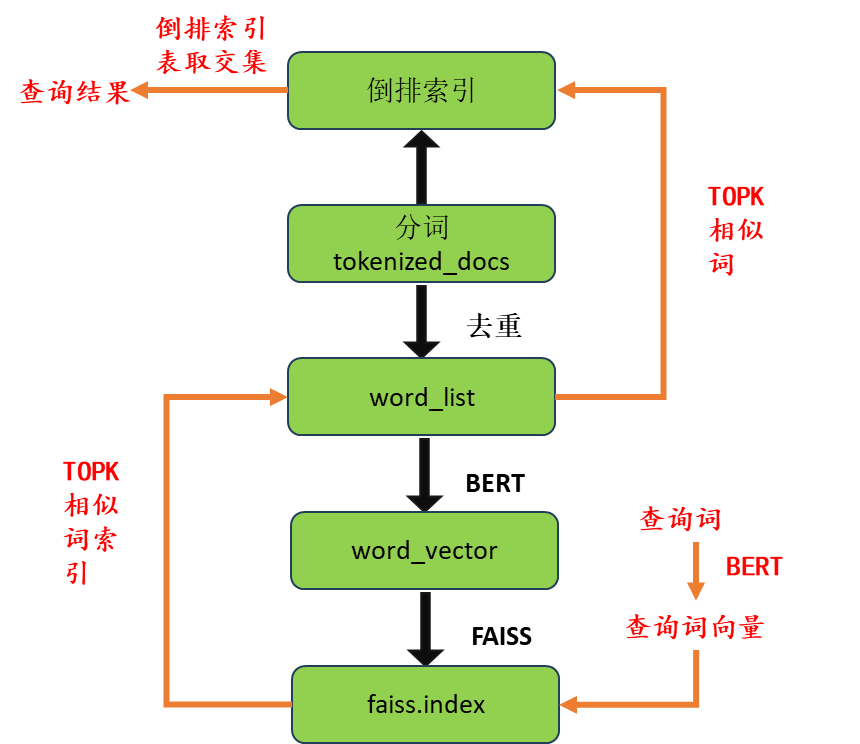 倒排索引
表取交集
查询结果
倒排索引
分词
tokenized_docs
TOPK
相似
词
去重
word_list
TOPK
相似
词索
引
BERT
word_vector
查询词
BERT
查询词向量
FAISS
faiss.index